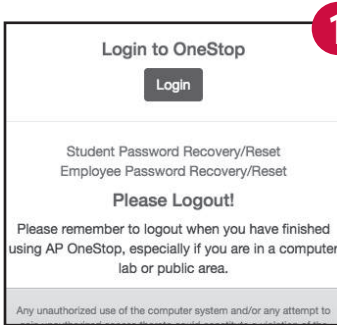 Login to OneStop
1
Login
Student Password Recovery/Reset
Employee Password Recovery/Reset
Please Logout!
Please remember to logout when you have finished
using AP OneStop, especially if you are in a computer
lab or public area.
Any unauthorized use of the computer system and/or any attempt to